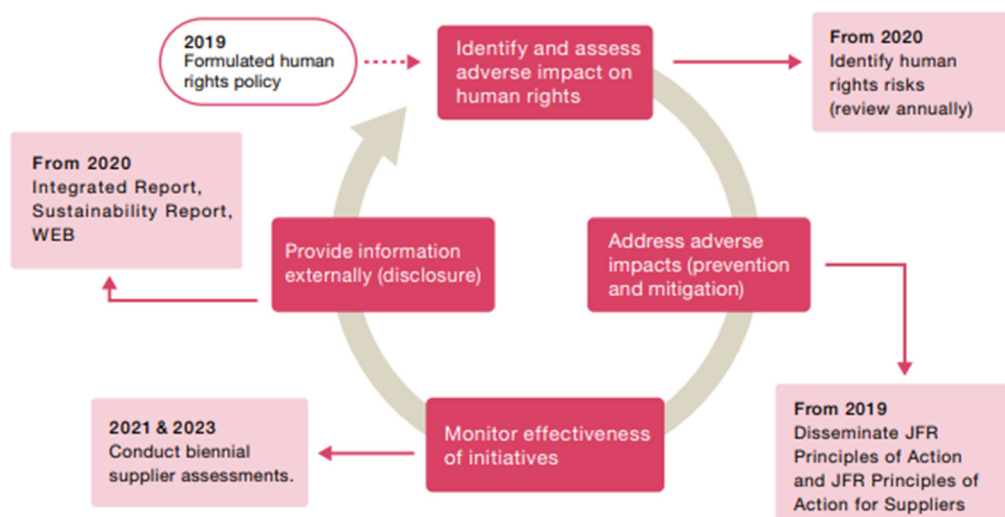 2019
Formulated human
rights policy
Identify and assess
adverse impact on
human rights
From 2020
Identify human
rights risks
(review annually)
From 2020
Integrated Report,
Sustainability Report,
WEB
Provide information
externally (disclosure)
Address adverse
impacts (prevention
and mitigation)
2021 & 2023
Conduct biennial
supplier assessments.
Monitor effectiveness
of initiatives
From 2019
Disseminate JFR
Principles of Action
and JFR Principles of
Action for Suppliers